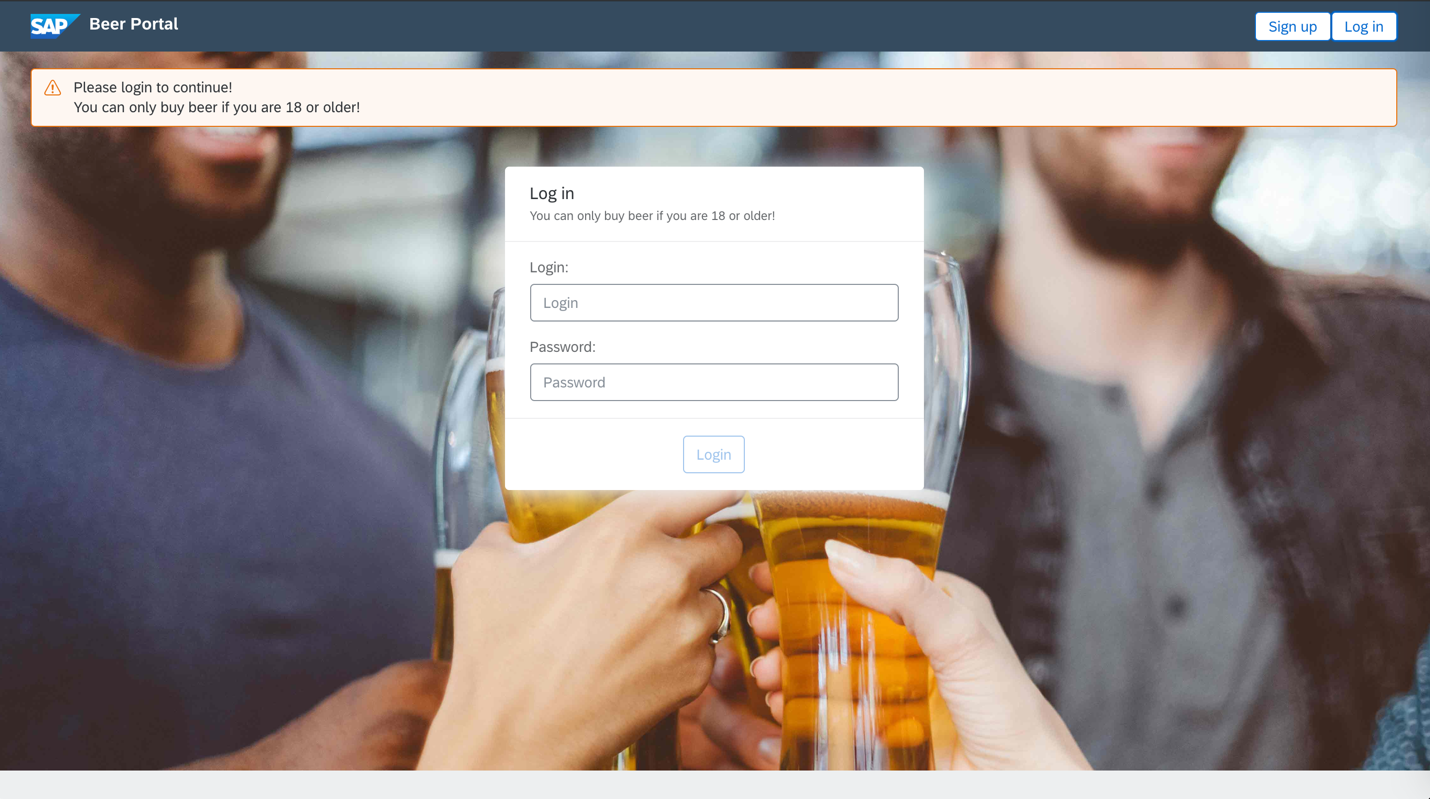 SAP Beer Portal
Sign up
Log in
Please login to continue!
You can only buy beer if you are 18 or older!
Log in
You can only buy beer if you are 18 or older!
Login:
Login
Password:
Password
Login